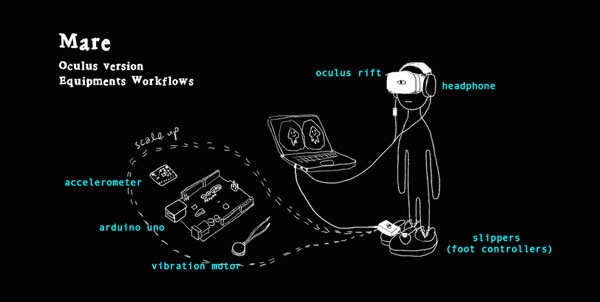 Mare
Oculus version
Equipments Workflows
oculus rift
headphone
scale up
accelerometer
arduino uno
vibration motor
slippers
(foot controllers)